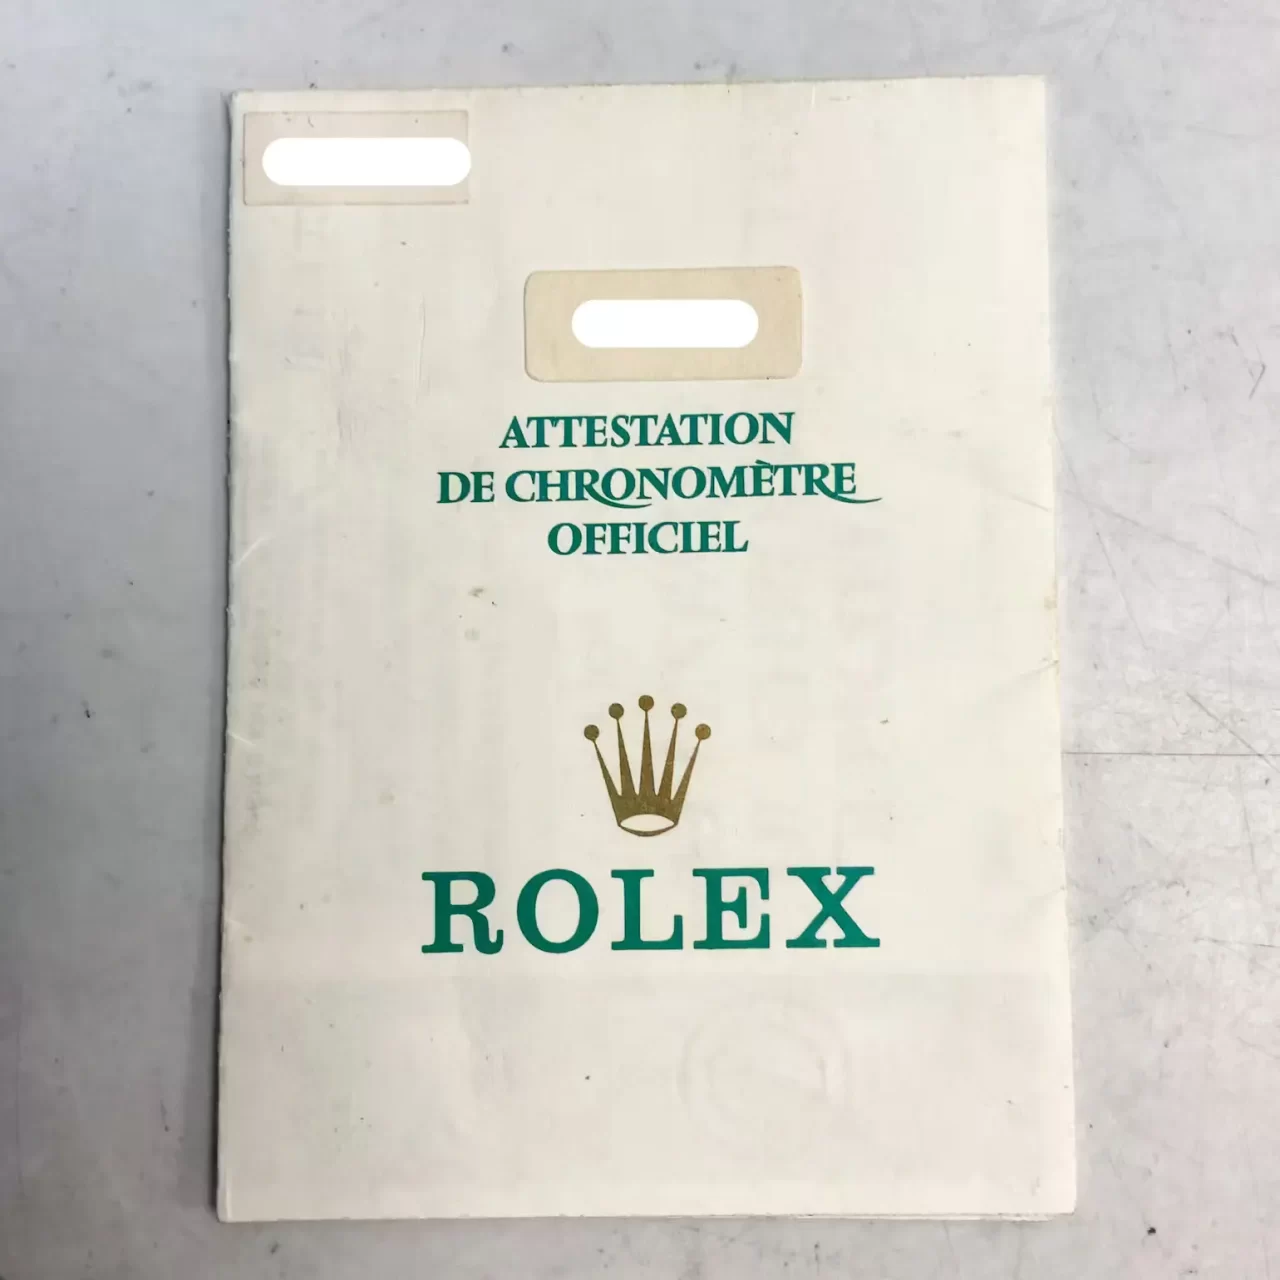 ATTESTATION
DE CHRONOMÈTRE
OFFICIEL
ROLEX